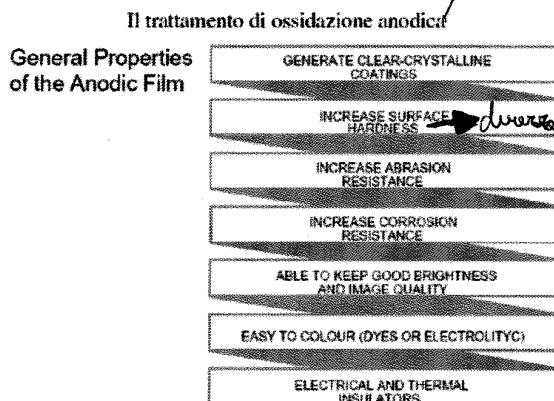 Il trattamento di ossidazione anodica
General Properties
of the Anodic Film
GENERATE CLEAR-CRYSTALLINE
COATINGS
INCREASE SURFACE
HARDNESS
INCREASE ABRASION
RESISTANCE
INCREASE CORROSION
RESISTANCE
ABLE TO KEEP GOOD BRIGHTNESS
AND IMAGE QUALITY
EASY TO COLOUR (DYES OR ELECTROLITYC)
ELECTRICAL AND THERMAL
INSULATORS